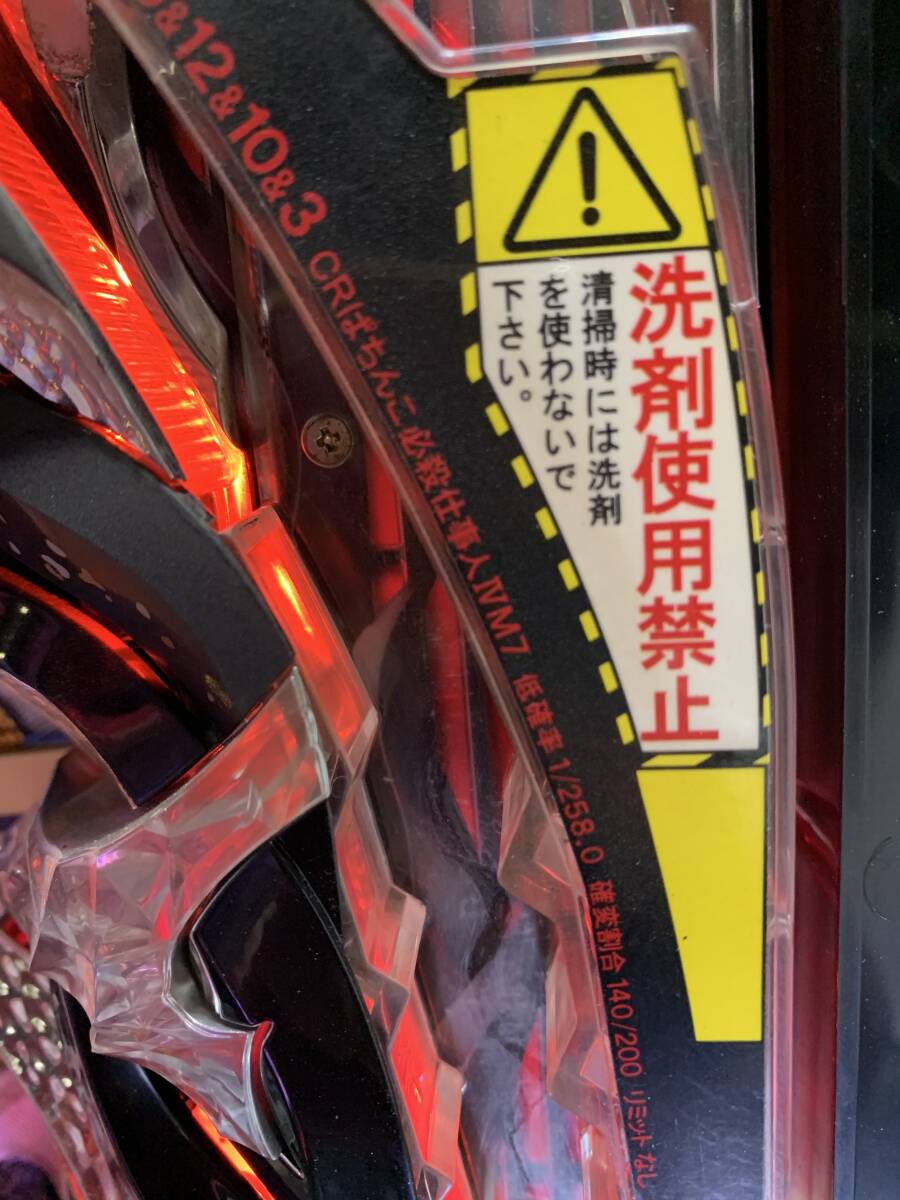 洗剤使用禁止
清掃時には洗剤
を使わないで
下さい。
&12&10&3 CRぱちんこ必殺仕事人ⅣM7 低確率1/258.0 確変割合140/200 リミットなし